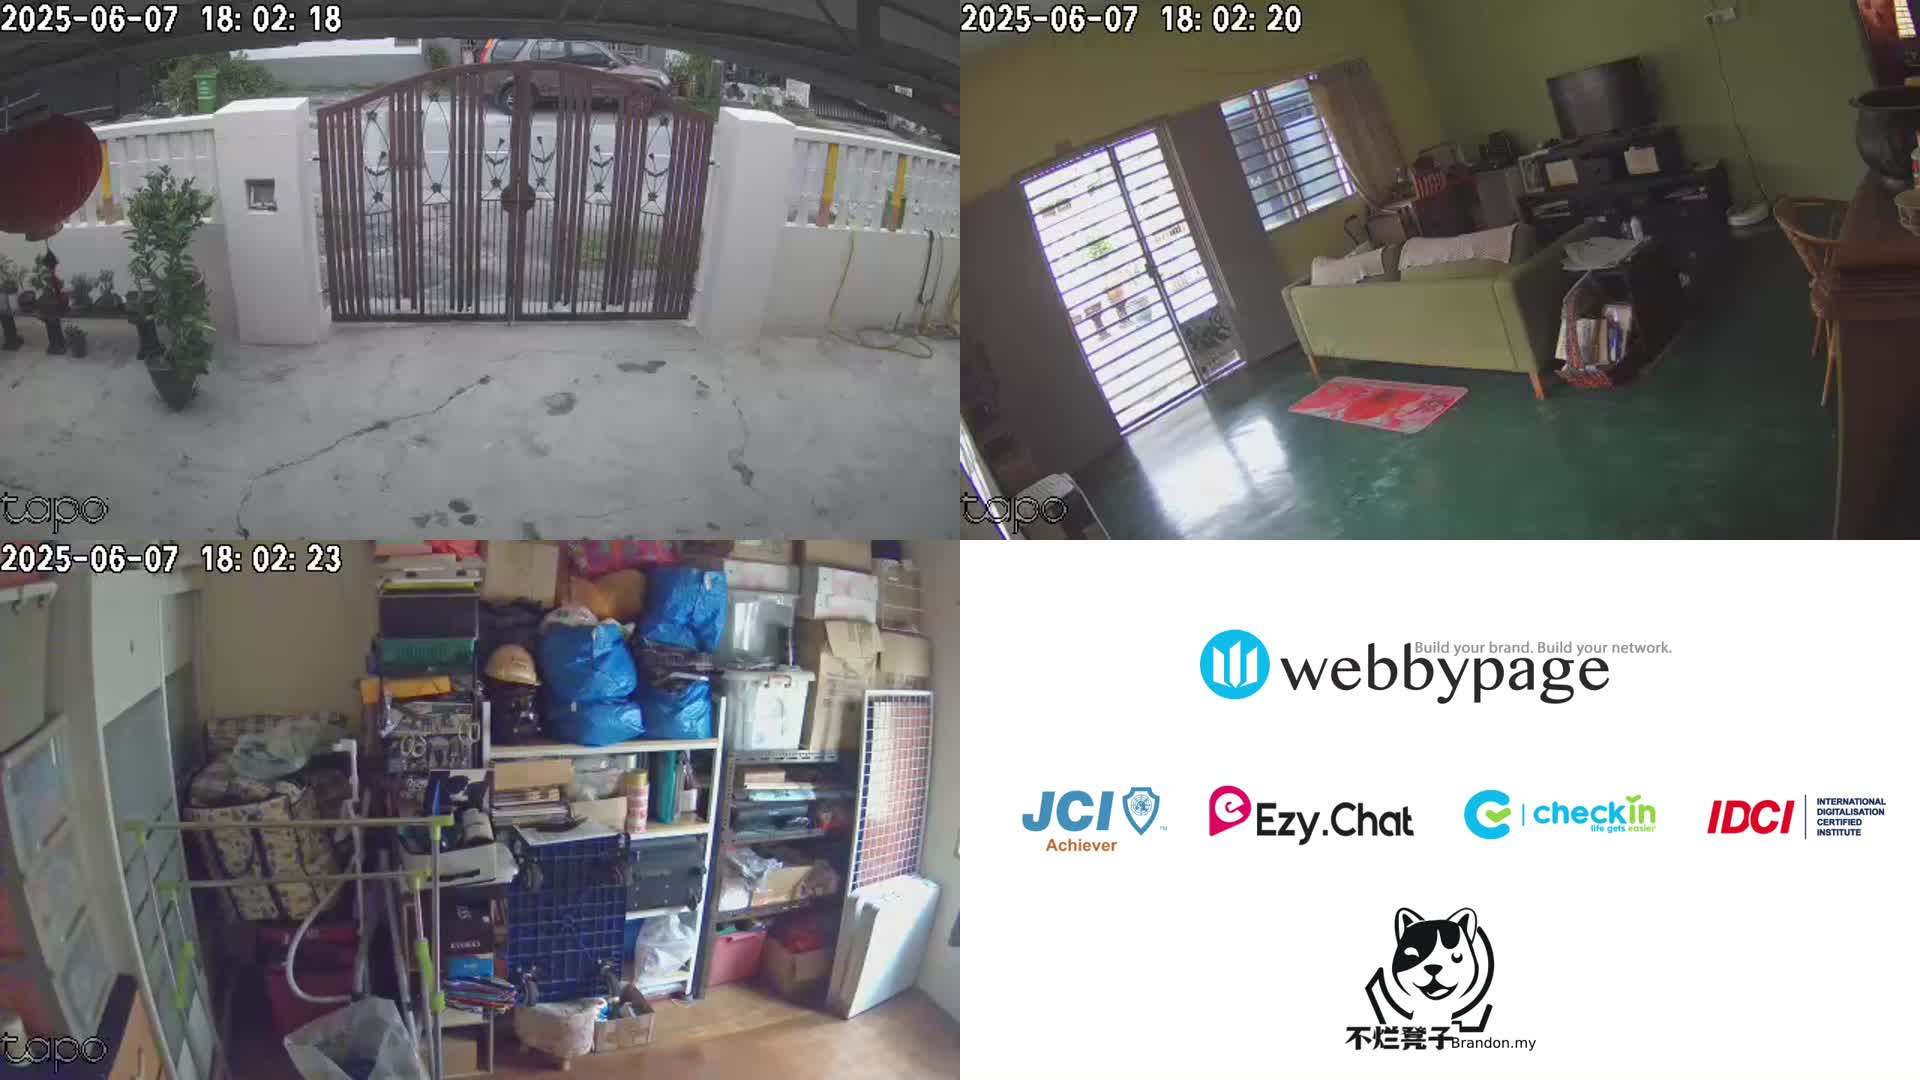 2025-06-07 18:02:18
2025-06-07 18:02:20
tapo
tapo
2025-06-07 18:02:23
tapo
Build your brand. Build your network.
webbypage
JCI
TM
Achiever
Ezy.Chat
checkin
life gets easier
IDCI
INTERNATIONAL
DIGITALISATION
CERTIFIED
INSTITUTE
不烂凳子
Brandon.my